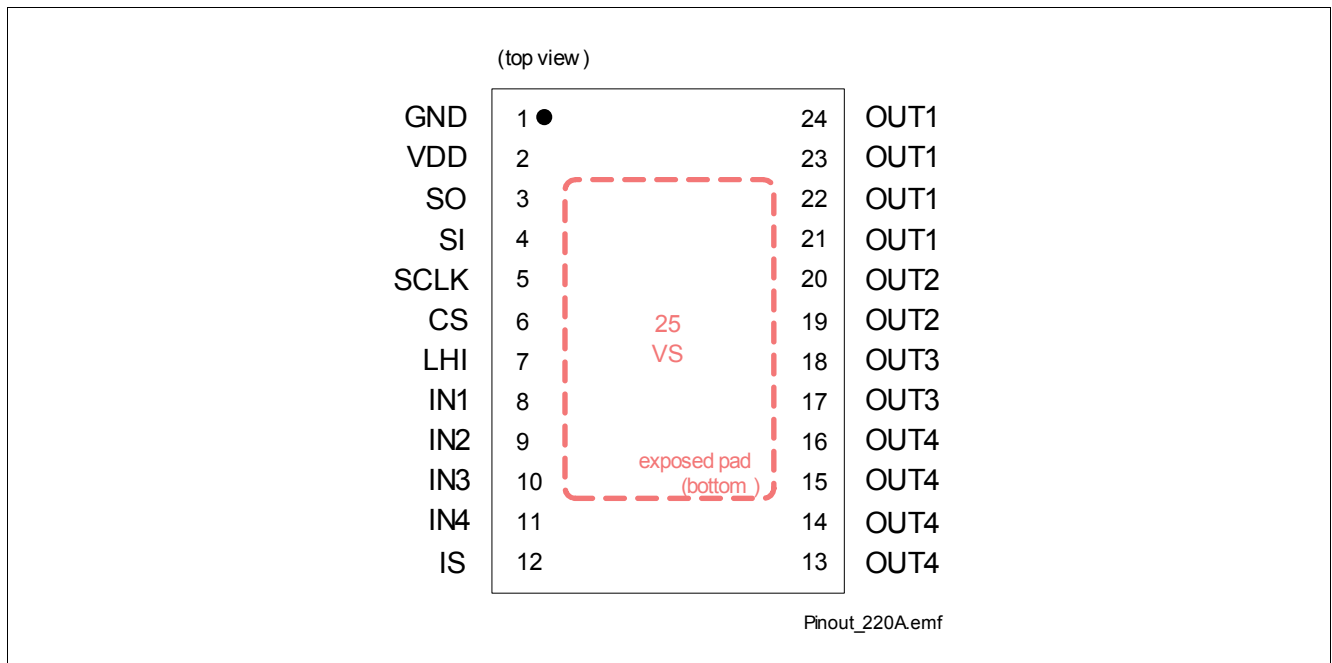 (top view )
GND 1 24 OUT1
VDD 2 23 OUT1
SO 3 22 OUT1
SI 4 21 OUT1
SCLK 5 20 OUT2
CS 6 25 19 OUT2
VS
LHI 7 18 OUT3
IN1 8 17 OUT3
IN2 9 16 OUT4
exposed pad
IN3 10 (bottom ) 15 OUT4
IN4 11 14 OUT4
IS 12 13 OUT4
Pinout_220A.emf